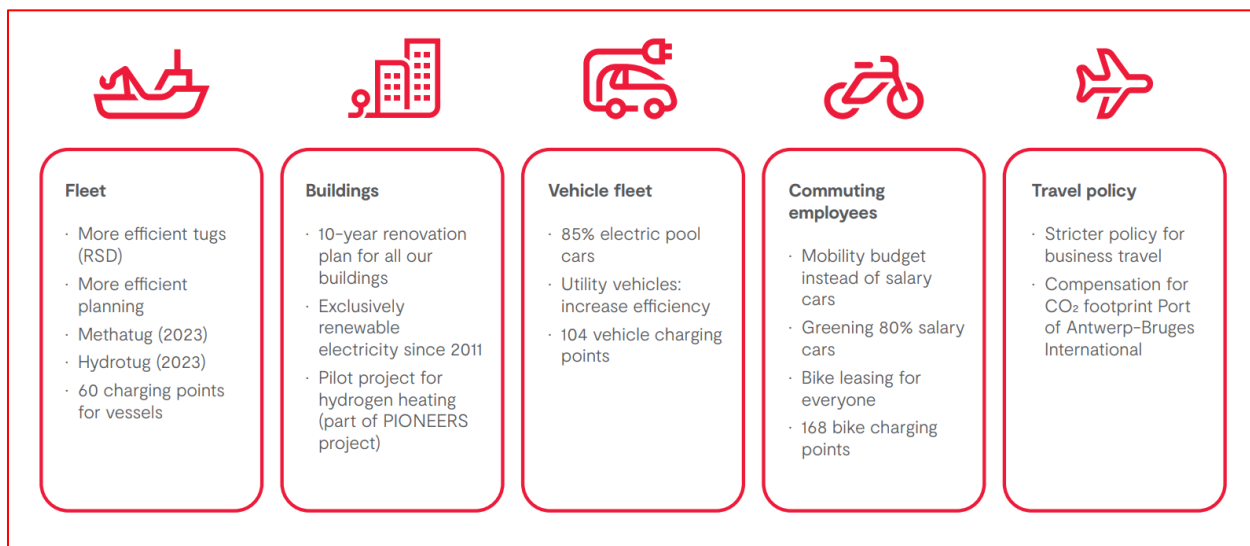 Fleet
· More efficient tugs
(RSD)
· More efficient
planning
· Methatug (2023)
· Hydrotug (2023)
· 60 charging points
for vessels
Buildings
· 10-year renovation
plan for all our
buildings
· Exclusively
renewable
electricity since 2011
· Pilot project for
hydrogen heating
(part of PIONEERS
project)
Vehicle fleet
· 85% electric pool
cars
· Utility vehicles:
increase efficiency
· 104 vehicle charging
points
Commuting
employees
· Mobility budget
instead of salary
cars
· Greening 80% salary
cars
· Bike leasing for
everyone
· 168 bike charging
points
Travel policy
· Stricter policy for
business travel
· Compensation for
CO₂ footprint Port
of Antwerp-Bruges
International